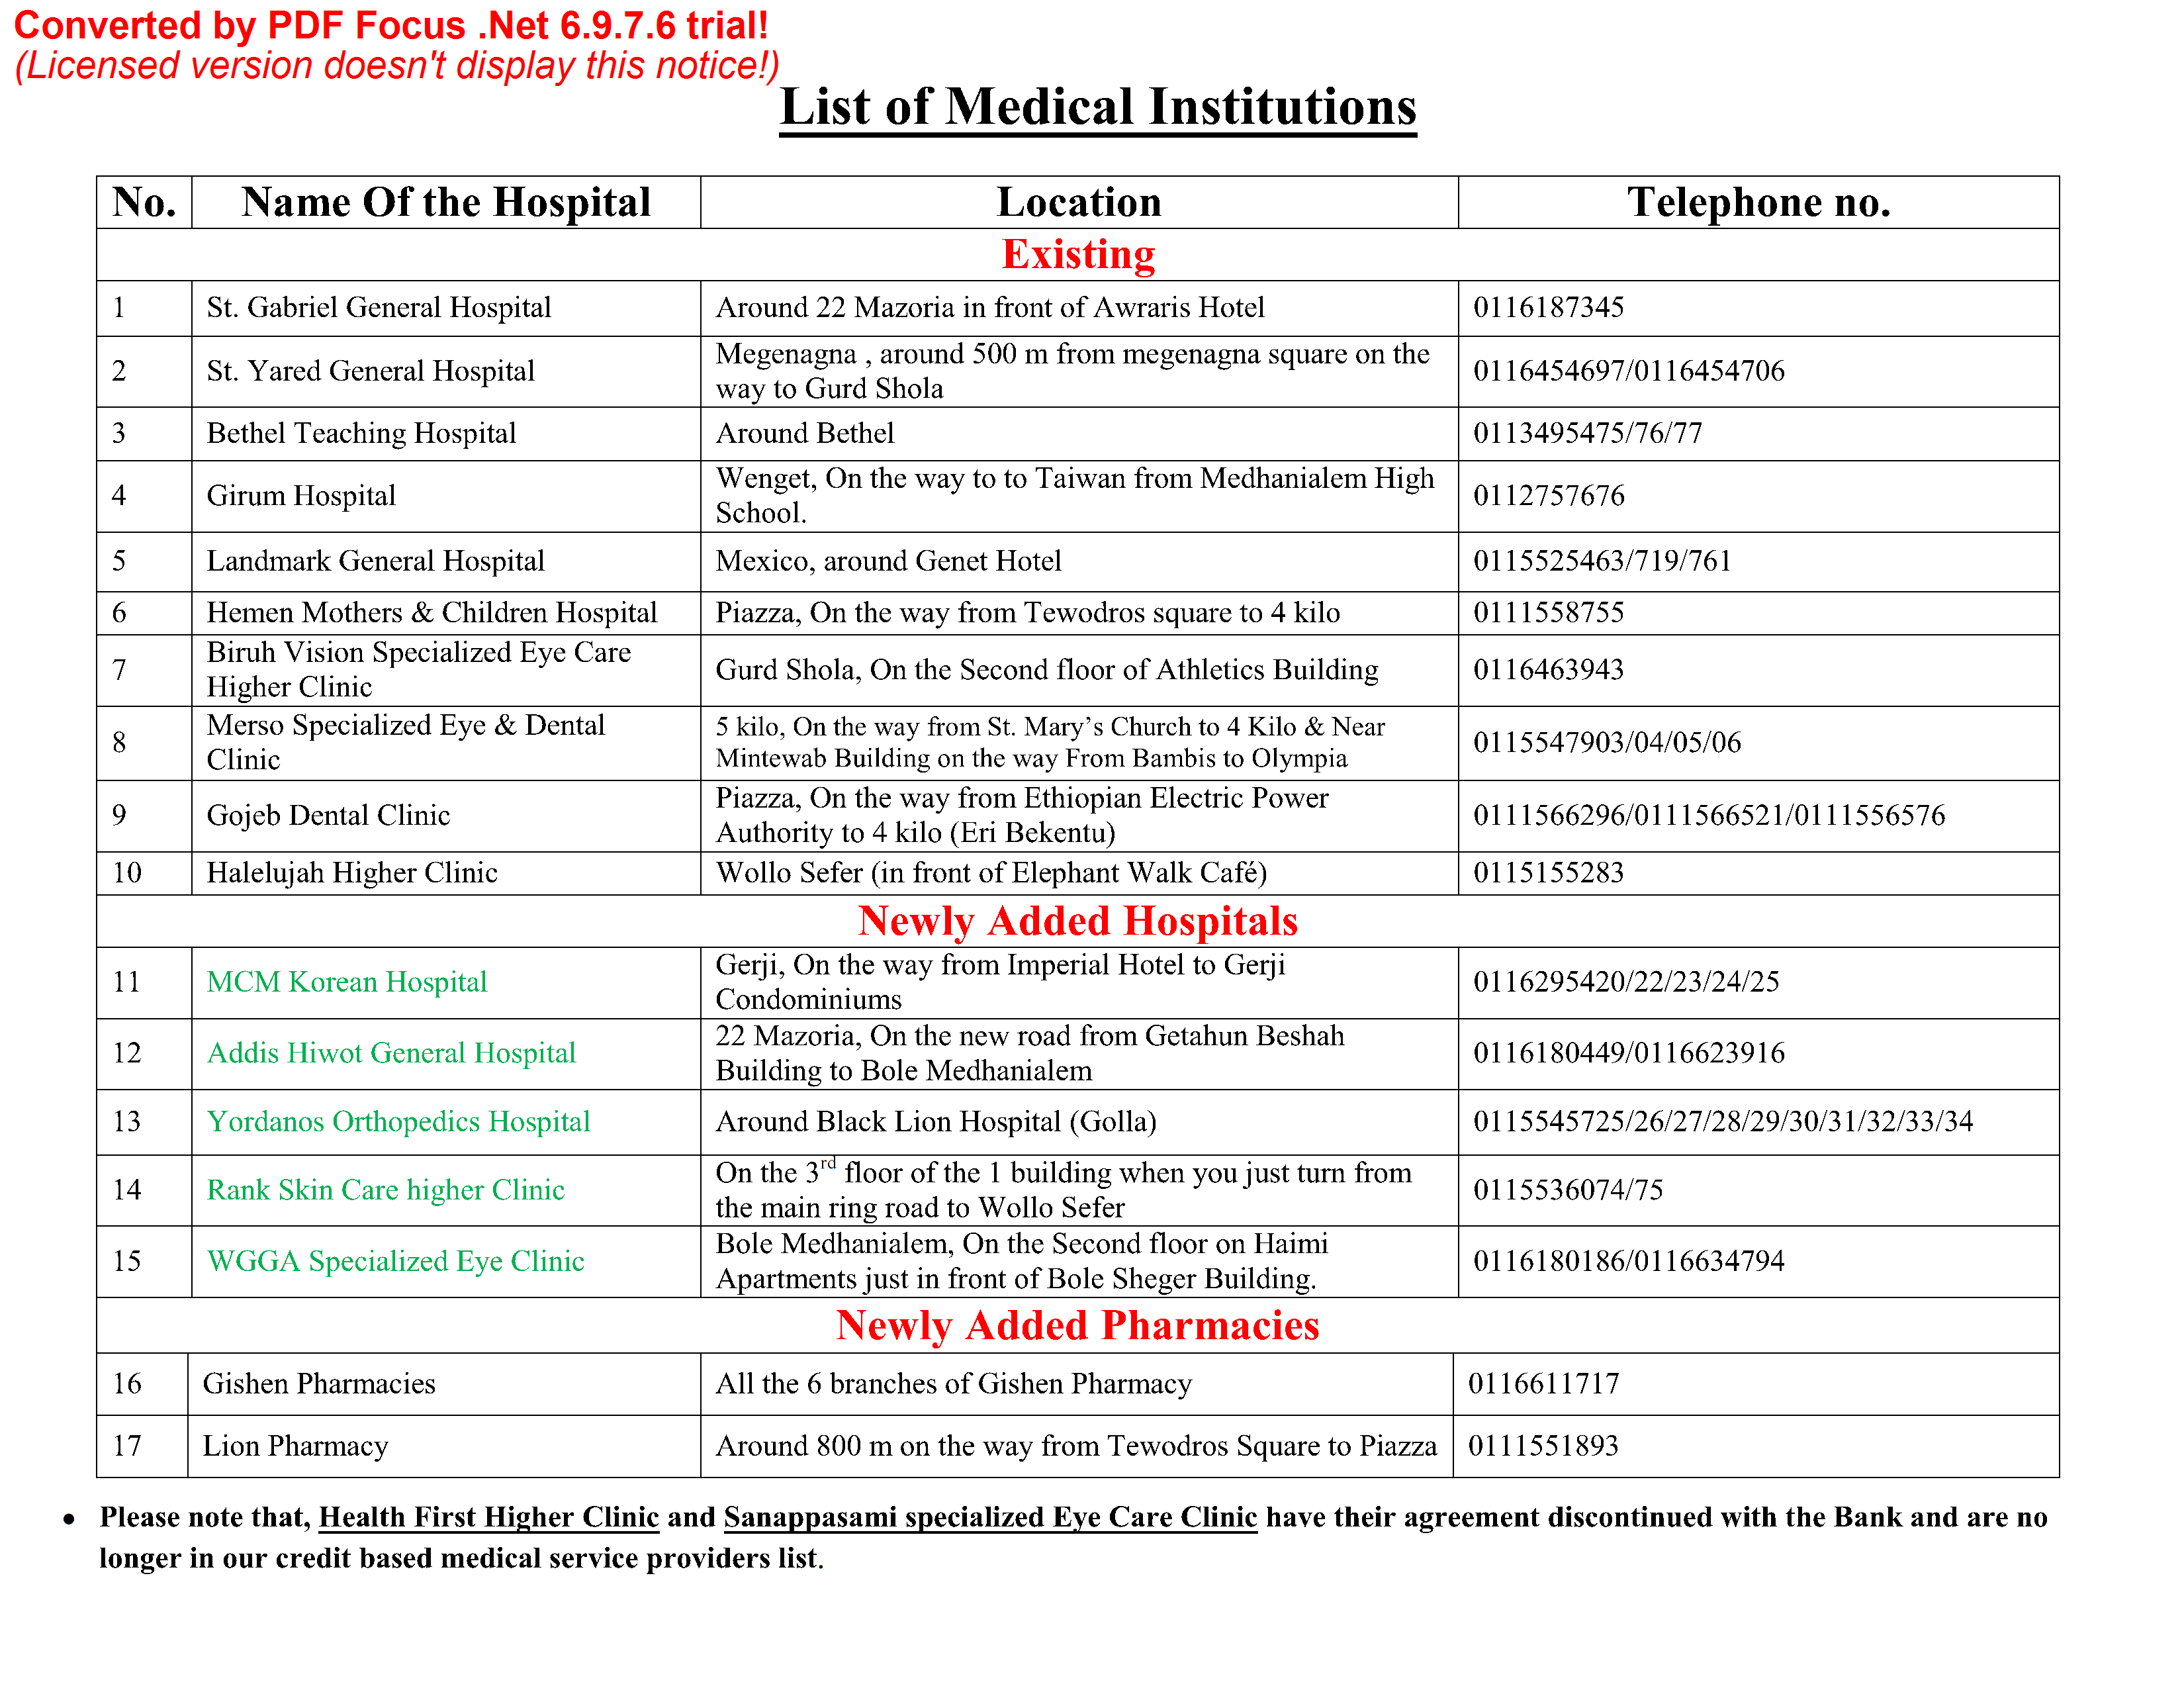 Converted by PDF Focus .Net 6.9.7.6 trial!
(Licensed version doesn't display this notice!)
List of Medical Institutions
No. Name Of the Hospital Location Telephone no.
Existing
1 St. Gabriel General Hospital Around 22 Mazoria in front of Awraris Hotel 0116187345
2 St. Yared General Hospital Megenagna , around 500 m from megenagna square on the
way to Gurd Shola 0116454697/0116454706
3 Bethel Teaching Hospital Around Bethel 0113495475/76/77
4 Girum Hospital Wenget, On the way to to Taiwan from Medhanialem High
School. 0112757676
5 Landmark General Hospital Mexico, around Genet Hotel 0115525463/719/761
6 Hemen Mothers & Children Hospital Piazza, On the way from Tewodros square to 4 kilo 0111558755
7 Biruh Vision Specialized Eye Care
Higher Clinic Gurd Shola, On the Second floor of Athletics Building 0116463943
8 Merso Specialized Eye & Dental
Clinic 5 kilo, On the way from St. Mary’s Church to 4 Kilo & Near
Mintewab Building on the way From Bambis to Olympia 0115547903/04/05/06
9 Gojeb Dental Clinic Piazza, On the way from Ethiopian Electric Power
Authority to 4 kilo (Eri Bekentu) 0111566296/0111566521/0111556576
10 Halelujah Higher Clinic Wollo Sefer (in front of Elephant Walk Café) 0115155283
Newly Added Hospitals
11 MCM Korean Hospital Gerji, On the way from Imperial Hotel to Gerji
Condominiums 0116295420/22/23/24/25
12 Addis Hiwot General Hospital 22 Mazoria, On the new road from Getahun Beshah
Building to Bole Medhanialem 0116180449/0116623916
13 Yordanos Orthopedics Hospital Around Black Lion Hospital (Golla) 0115545725/26/27/28/29/30/31/32/33/34
14 Rank Skin Care higher Clinic On the 3rd floor of the 1 building when you just turn from
the main ring road to Wollo Sefer 0115536074/75
15 WGGA Specialized Eye Clinic Bole Medhanialem, On the Second floor on Haimi
Apartments just in front of Bole Sheger Building. 0116180186/0116634794
Newly Added Pharmacies
16 Gishen Pharmacies All the 6 branches of Gishen Pharmacy 0116611717
17 Lion Pharmacy Around 800 m on the way from Tewodros Square to Piazza 0111551893
• Please note that, Health First Higher Clinic and Sanappasami specialized Eye Care Clinic have their agreement discontinued with the Bank and are no
longer in our credit based medical service providers list.